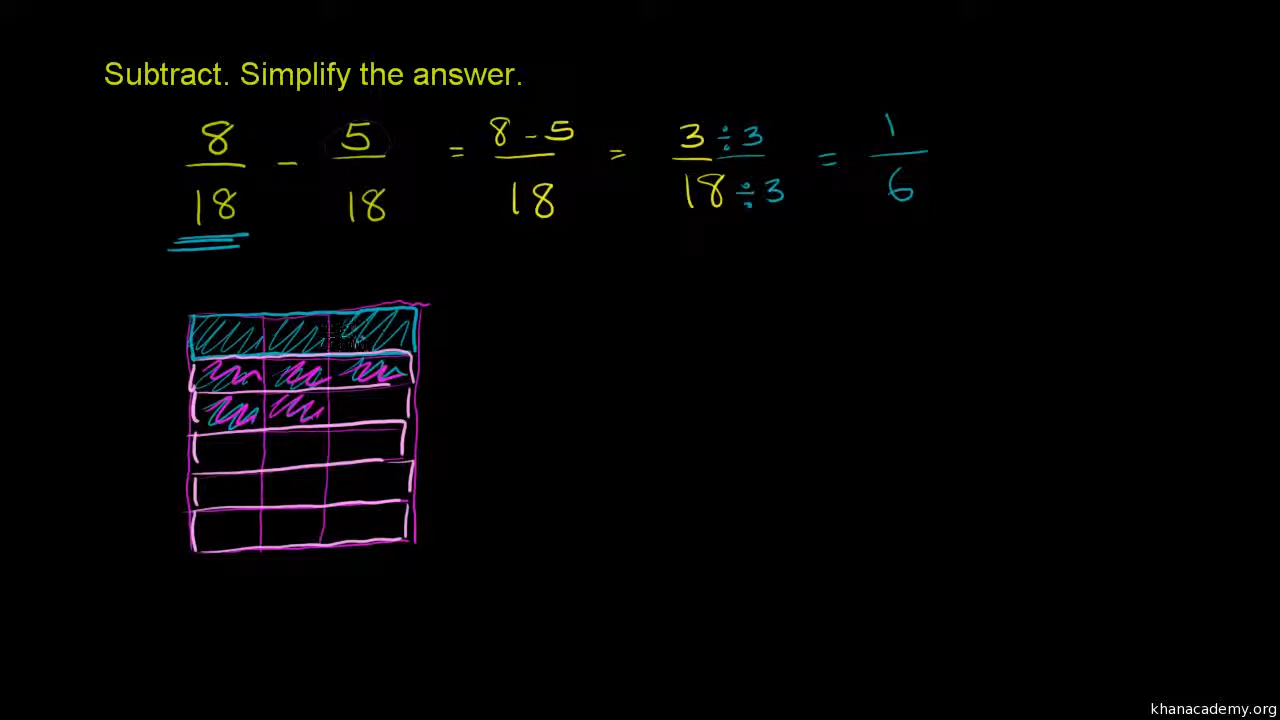 Subtract. Simplify the answer.
8/18 - 5/18 = 8 - 5/18 = 3 ÷ 3/18 ÷ 3 = 1/6
khanacademy.org